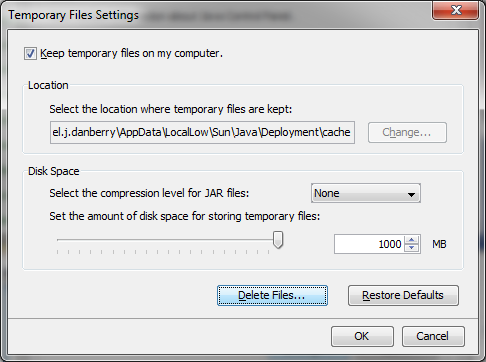 Temporary Files Settings
Keep temporary files on my computer.
Location
Select the location where temporary files are kept:
el.j.danberry\AppData\LocalLow\Sun\Java\Deployment\cache
Change...
Disk Space
Select the compression level for JAR files:
None
Set the amount of disk space for storing temporary files:
1000
MB
Delete Files...
Restore Defaults
OK
Cancel